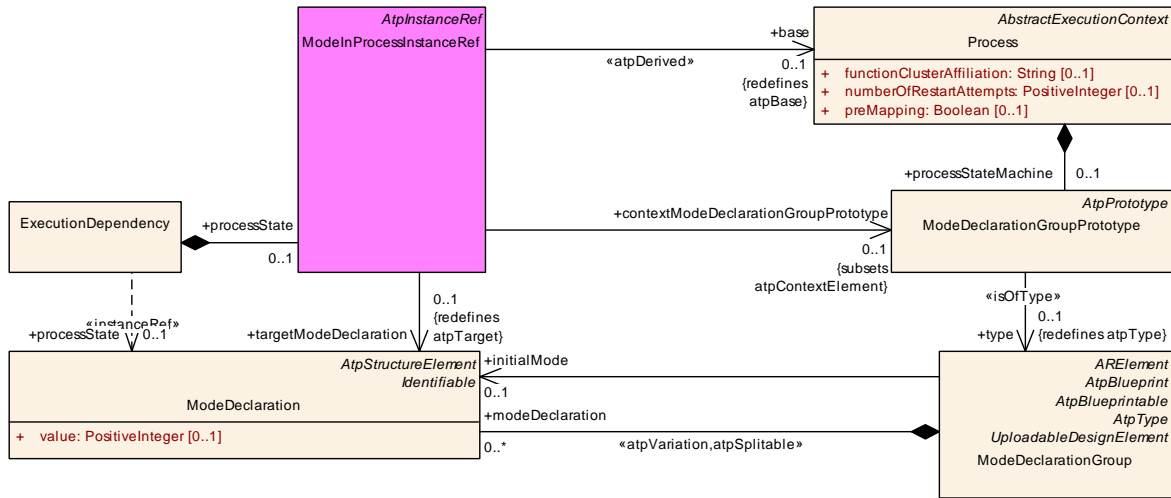 AtpInstanceRef
ModeInProcessInstanceRef
+base
«atpDerived»
0..1
{redefines
atpBase}
AbstractExecutionContext
Process
+ functionClusterAffiliation: String [0..1]
+ numberOfRestartAttempts: PositiveInteger [0..1]
+ preMapping: Boolean [0..1]
+processStateMachine
0..1
ExecutionDependency
+processState
0..1
+contextModeDeclarationGroupPrototype
0..1
{subsets
atpContextElement}
AtpPrototype
ModeDeclarationGroupPrototype
«instanceRef»
+processState
0..1
+targetModeDeclaration
0..1
{redefines
atpTarget}
«isOfType»
0..1
+type
{redefines atpType}
AtpStructureElement
Identifiable
ModeDeclaration
+ value: PositiveInteger [0..1]
+initialMode
0..1
+modeDeclaration
0..*
«atpVariation,atpSplitable»
ARElement
AtpBlueprint
AtpBlueprintable
AtpType
UploadableDesignElement
ModeDeclarationGroup